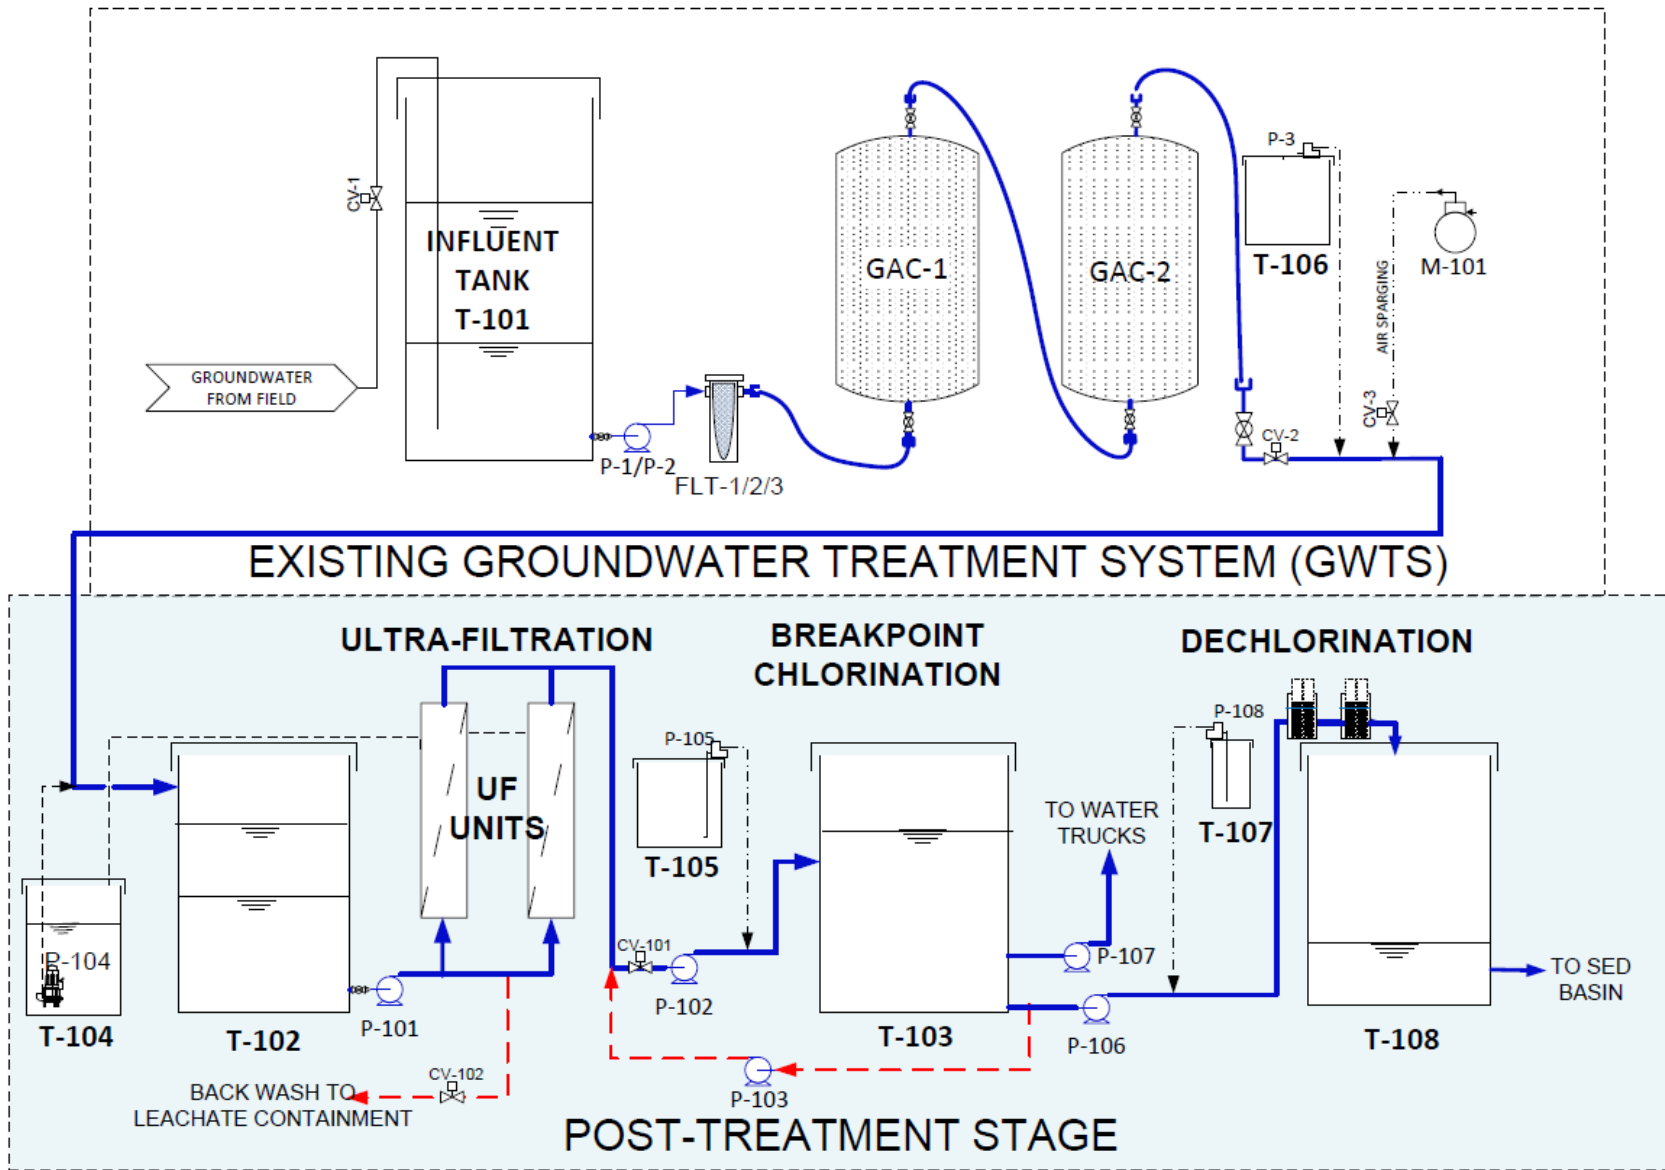 CV-1
INFLUENT
TANK
T-101
GROUNDWATER
FROM FIELD
P-1/P-2
FLT-1/2/3
GAC-1
GAC-2
P-3
T-106
M-101
AIR SPARGING
CV-3
CV-2
EXISTING GROUNDWATER TREATMENT SYSTEM (GWTS)
ULTRA-FILTRATION
BREAKPOINT
CHLORINATION
DECHLORINATION
UF
UNITS
P-105
T-105
P-108
T-107
TO WATER
TRUCKS
P-104
T-104
T-102
P-101
CV-101
P-102
T-103
P-107
P-106
T-108
TO SED
BASIN
CV-102
BACK WASH TO
LEACHATE CONTAINMENT
P-103
POST-TREATMENT STAGE